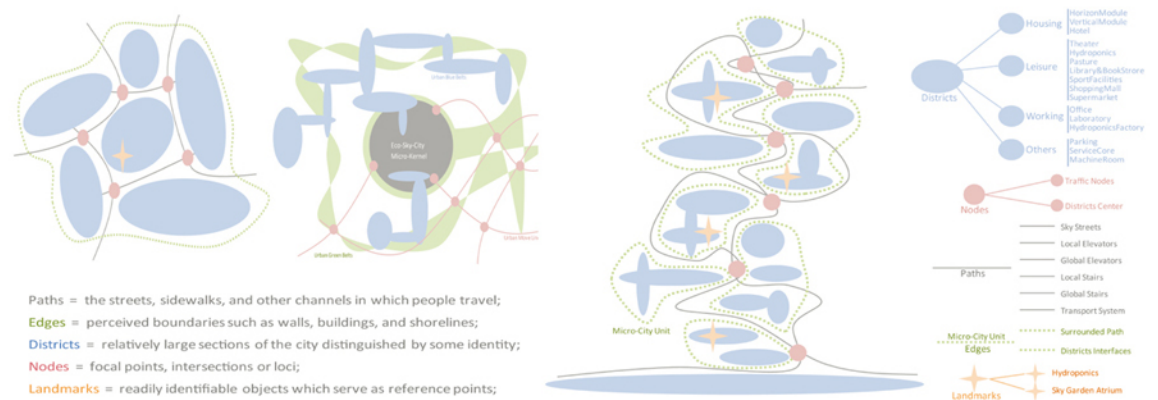 Urban Blue Belts
Eco-Sky-City
Micro-Kernel
Urban Green Belts
Paths = the streets, sidewalks, and other channels in which people travel;
Edges = perceived boundaries such as walls, buildings, and shorelines;
Districts = relatively large sections of the city distinguished by some identity;
Nodes = focal points, intersections or loci;
Landmarks = readily identifiable objects which serve as reference points;
Micro-City Unit
Districts
Housing
HorizonModule
VerticalModule
Hotel
Leisure
Theater
Hydroponics
Pasture
Library&BookStrore
SportFacilities
ShoppingMall
Supermarket
Working
Office
Laboratory
HydroponicsFactory
Others
Parking
ServiceCore
MachineRoom
Nodes
Traffic Nodes
Districts Center
Paths
Sky Streets
Local Elevators
Global Elevators
Local Stairs
Global Stairs
Transport System
Micro-City Unit
Edges
Surrounded Path
Districts Interfaces
Landmarks
Hydroponics
Sky Garden Atrium